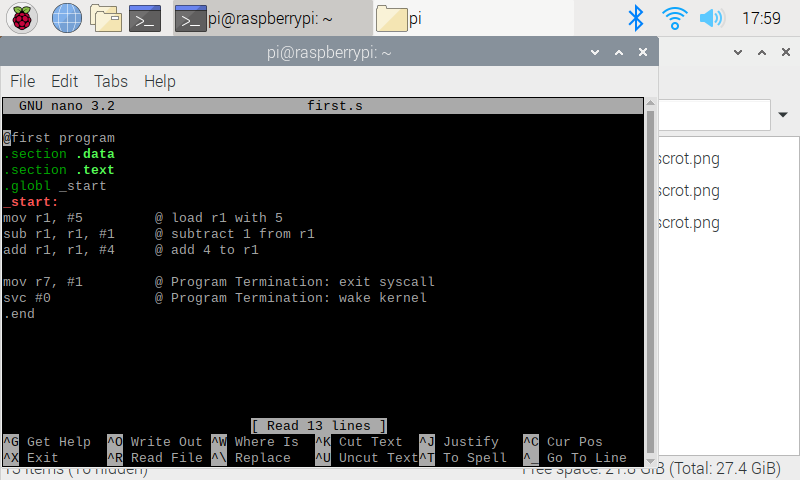 pi@raspberrypi: ~
pi
17:59
pi@raspberrypi: ~
File Edit Tabs Help
GNU nano 3.2 first.s
@first program
.section .data
.section .text
.globl _start
_start:
mov r1, #5 @ load r1 with 5
sub r1, r1, #1 @ subtract 1 from r1
add r1, r1, #4 @ add 4 to r1
mov r7, #1 @ Program Termination: exit syscall
svc #0 @ Program Termination: wake kernel
.end
[ Read 13 lines ]
^G Get Help ^O Write Out ^W Where Is ^K Cut Text ^J Justify ^C Cur Pos
^X Exit ^R Read File ^\ Replace ^U Uncut Text ^T To Spell ^_ Go To Line
scrot.png
scrot.png
scrot.png
13 items (16 hidden) Free space: 21.8 GiB (Total: 27.4 GiB)